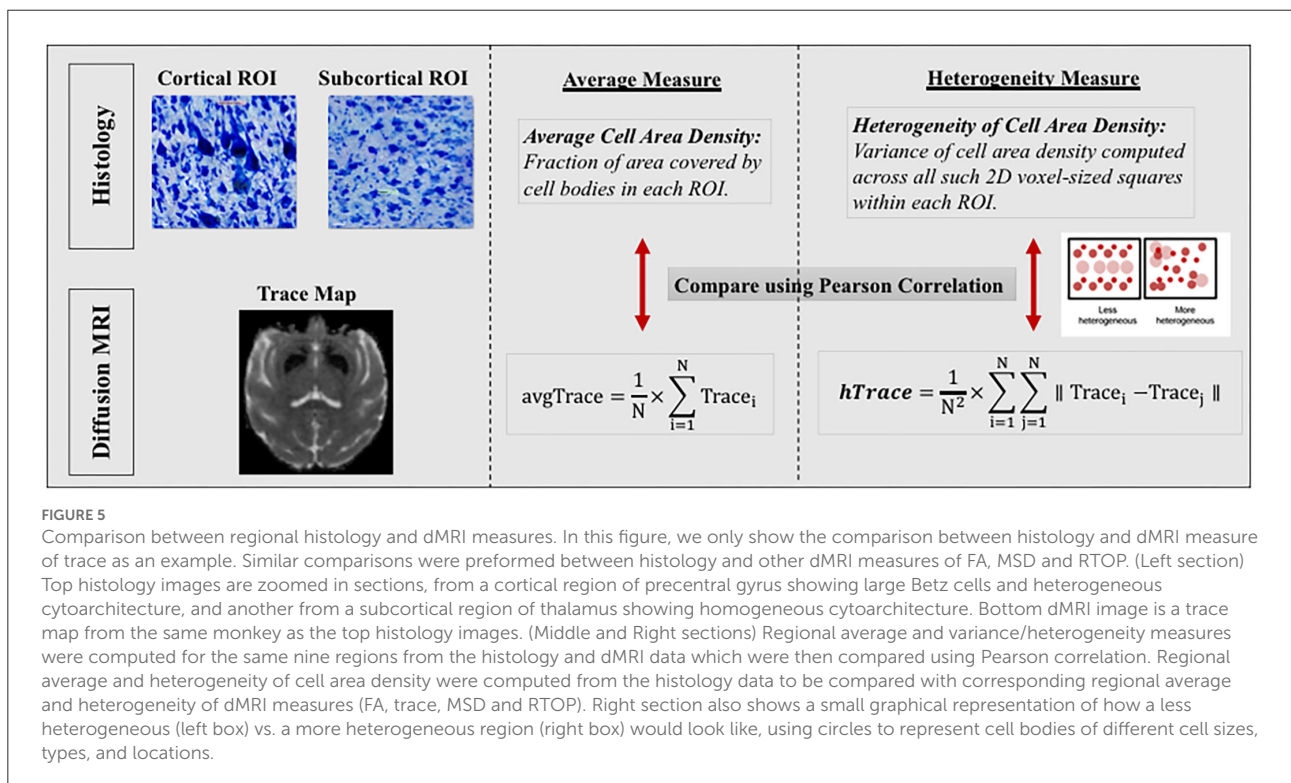 Histology
Cortical ROI
Subcortical ROI
Average Measure
Average Cell Area Density:
Fraction of area covered by
cell bodies in each ROI.
Heterogeneity Measure
Heterogeneity of Cell Area Density:
Variance of cell area density computed
across all such 2D voxel-sized squares
within each ROI.
Compare using Pearson Correlation
Less
heterogeneous
More
heterogeneous
Diffusion MRI
Trace Map
avgTrace = 1/N × ∑_{i=1}^{N} Trace_i
hTrace = 1/N² × ∑_{i=1}^{N} ∑_{j=1}^{N} ‖ Trace_i −Trace_j ‖
FIGURE 5
Comparison between regional histology and dMRI measures. In this figure, we only show the comparison between histology and dMRI measure
of trace as an example. Similar comparisons were preformed between histology and other dMRI measures of FA, MSD and RTOP. (Left section)
Top histology images are zoomed in sections, from a cortical region of precentral gyrus showing large Betz cells and heterogeneous
cytoarchitecture, and another from a subcortical region of thalamus showing homogeneous cytoarchitecture. Bottom dMRI image is a trace
map from the same monkey as the top histology images. (Middle and Right sections) Regional average and variance/heterogeneity measures
were computed for the same nine regions from the histology and dMRI data which were then compared using Pearson correlation. Regional
average and heterogeneity of cell area density were computed from the histology data to be compared with corresponding regional average
and heterogeneity of dMRI measures (FA, trace, MSD and RTOP). Right section also shows a small graphical representation of how a less
heterogeneous (left box) vs. a more heterogeneous region (right box) would look like, using circles to represent cell bodies of different cell sizes,
types, and locations.